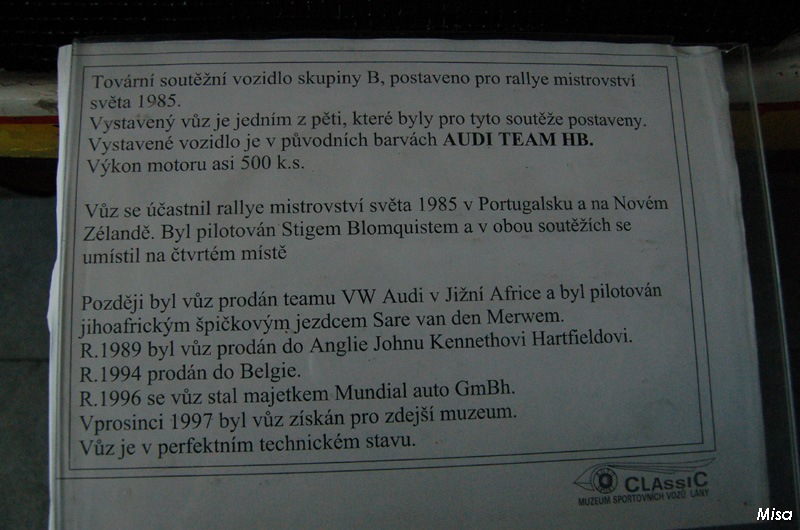 Tovární soutěžní vozidlo skupiny B, postaveno pro rallye mistrovství
světa 1985.
Vystavený vůz je jedním z pěti, které byly pro tyto soutěže postaveny.
Vystavené vozidlo je v původních barvách AUDI TEAM HB.
Výkon motoru asi 500 k.s.
Vůz se účastnil rallye mistrovství světa 1985 v Portugalsku a na Novém
Zélandě. Byl pilotován Stigem Blomquistem a v obou soutěžích se
umístil na čtvrtém místě
Později byl vůz prodán teamu VW Audi v Jižní Africe a byl pilotován
jihoafrickým špičkovým jezdcem Sare van den Merwem.
R.1989 byl vůz prodán do Anglie Johnu Kennethovi Hartfieldovi.
R.1994 prodán do Belgie.
R.1996 se vůz stal majetkem Mundial auto GmBh.
Vprosinci 1997 byl vůz získán pro zdejší muzeum.
Vůz je v perfektním technickém stavu.
CLAssIC
MUZEUM SPORTOVNÍCH VOZŮ LÁNY
Misa